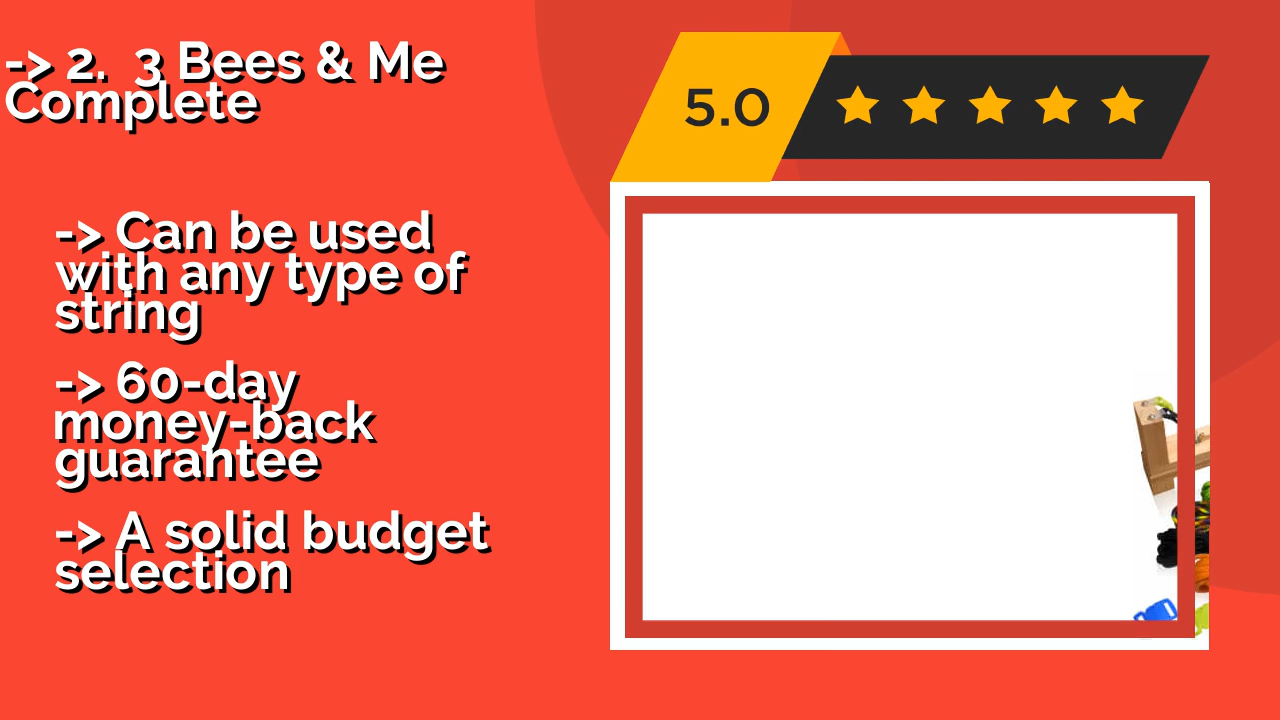 -> 2.  3 Bees & Me
Complete
-> Can be used
with any type of
string
-> 60-day
money-back
guarantee
-> A solid budget
selection
5.0